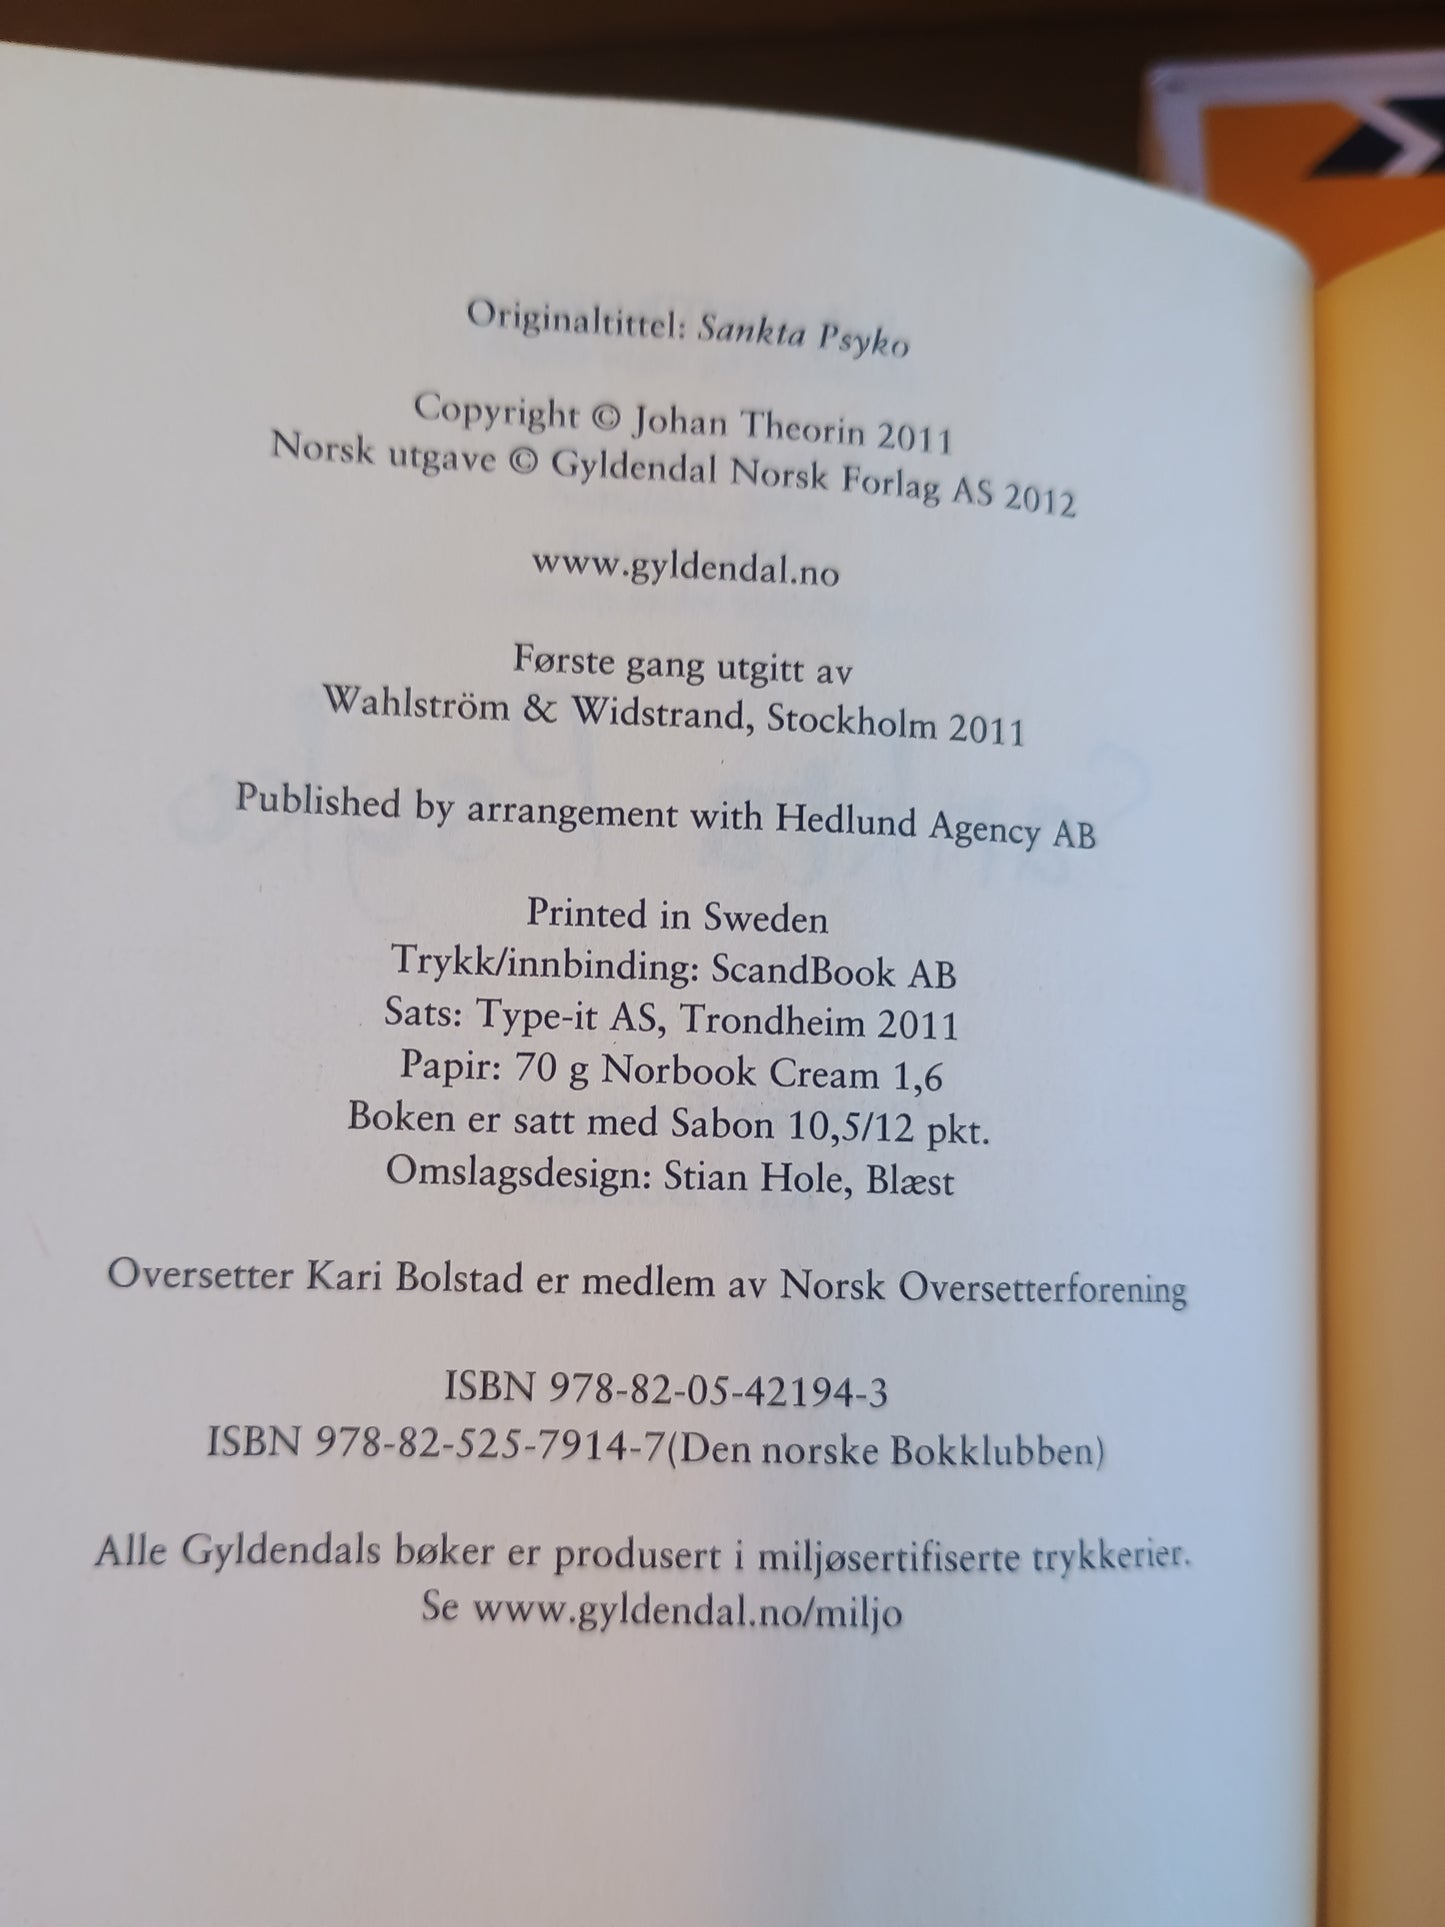 Originaltittel: Sankta Psyko
Copyright © Johan Theorin 2011
Norsk utgave © Gyldendal Norsk Forlag AS 2012
www.gyldendal.no
Første gang utgitt av
Wahlström & Widstrand, Stockholm 2011
Published by arrangement with Hedlund Agency AB
Printed in Sweden
Trykk/innbinding: ScandBook AB
Sats: Type-it AS, Trondheim 2011
Papir: 70 g Norbook Cream 1,6
Boken er satt med Sabon 10,5/12 pkt.
Omslagsdesign: Stian Hole, Blæst
Oversetter Kari Bolstad er medlem av Norsk Oversetterforening
ISBN 978-82-05-42194-3
ISBN 978-82-525-7914-7(Den norske Bokklubben)
Alle Gyldendals bøker er produsert i miljøsertifiserte trykkerier.
Se www.gyldendal.no/miljo